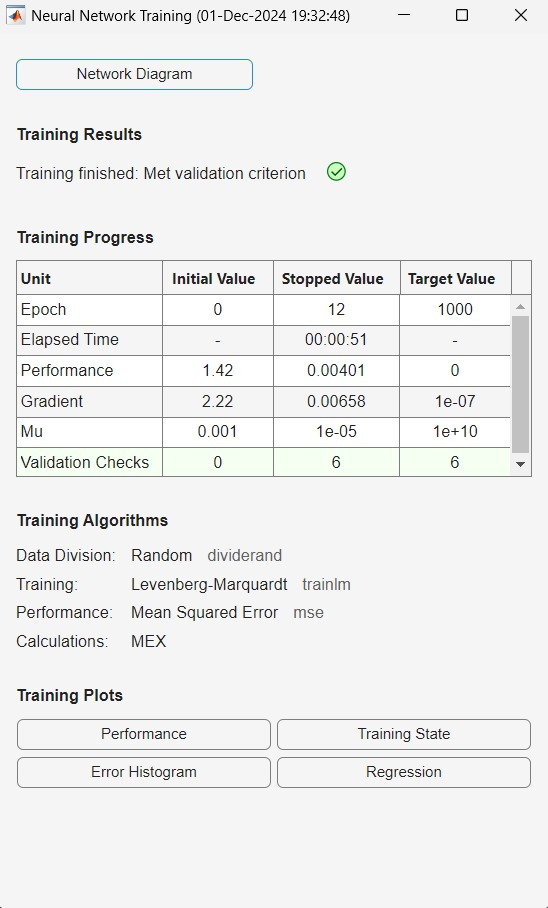 Neural Network Training (01-Dec-2024 19:32:48)
Network Diagram
Training Results
Training finished: Met validation criterion
Training Progress
Unit Initial Value Stopped Value Target Value
Epoch 0 12 1000
Elapsed Time - 00:00:51 -
Performance 1.42 0.00401 0
Gradient 2.22 0.00658 1e-07
Mu 0.001 1e-05 1e+10
Validation Checks 0 6 6
Training Algorithms
Data Division: Random dividerand
Training: Levenberg-Marquardt trainlm
Performance: Mean Squared Error mse
Calculations: MEX
Training Plots
Performance Training State
Error Histogram Regression